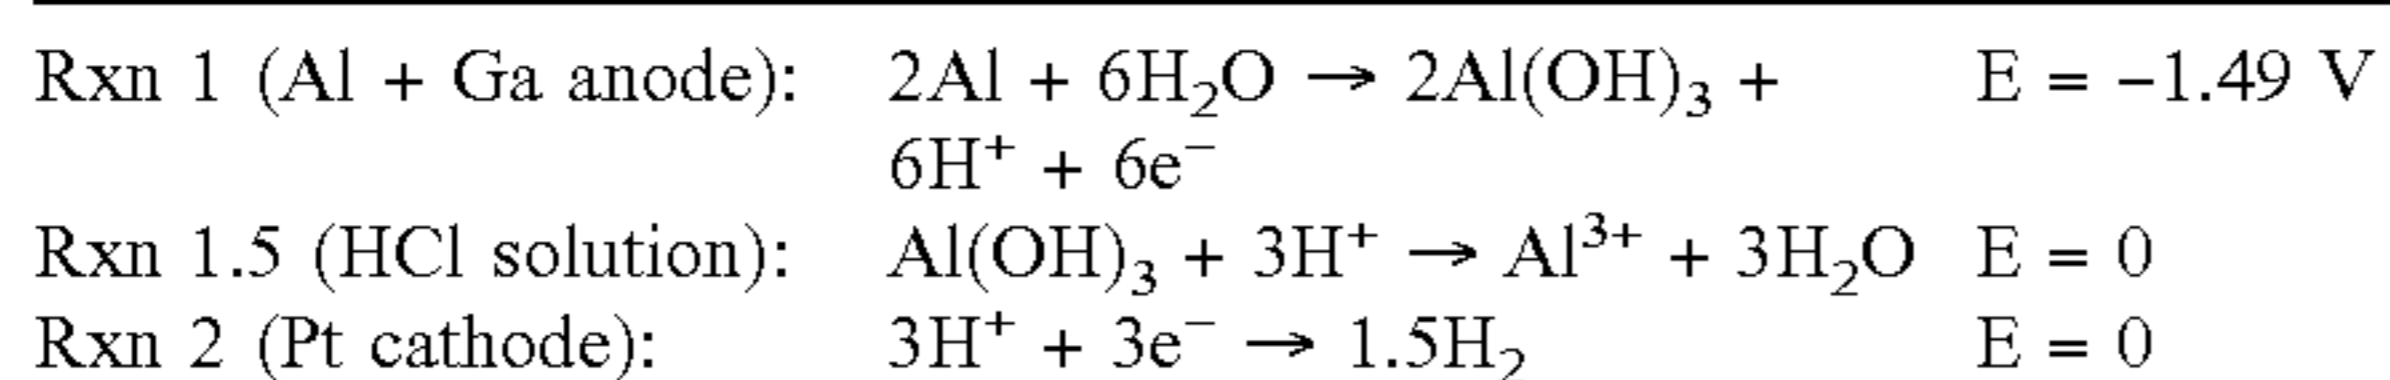 Rxn 1 (Al + Ga anode): 2Al + 6H₂O → 2Al(OH)₃ + E = −1.49 V
6H⁺ + 6e⁻
Rxn 1.5 (HCl solution): Al(OH)₃ + 3H⁺ → Al³⁺ + 3H₂O E = 0
Rxn 2 (Pt cathode): 3H⁺ + 3e⁻ → 1.5H₂ E = 0